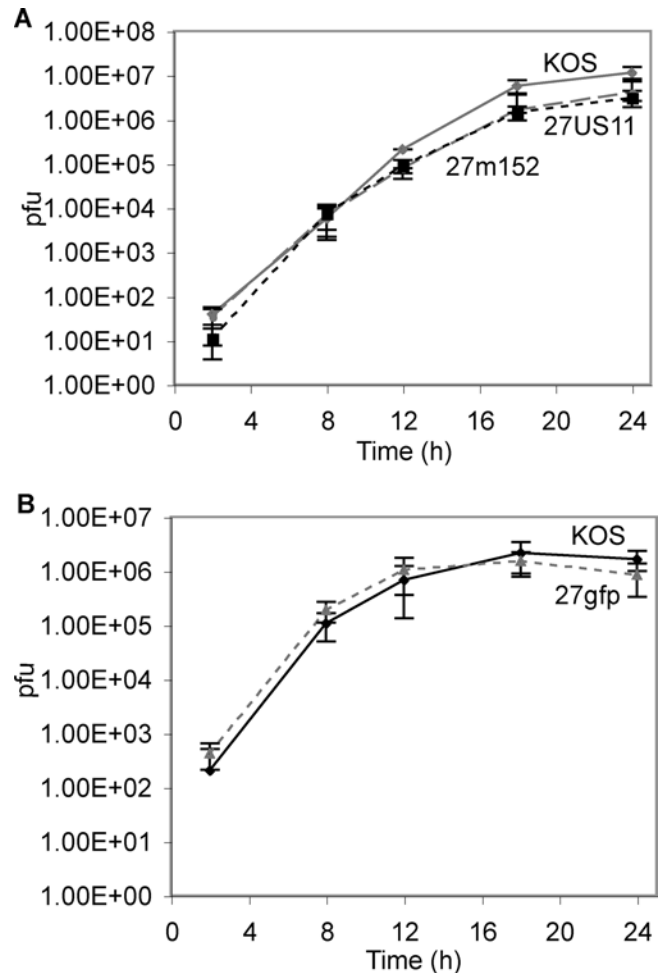 A
1.00E+08
1.00E+07
1.00E+06
1.00E+05
1.00E+04
1.00E+03
1.00E+02
1.00E+01
1.00E+00
pfu
KOS
27US11
27m152
0 4 8 12 16 20 24
Time (h)
B
1.00E+07
1.00E+06
1.00E+05
1.00E+04
1.00E+03
1.00E+02
1.00E+01
1.00E+00
pfu
KOS
27gfp
0 4 8 12 16 20 24
Time (h)